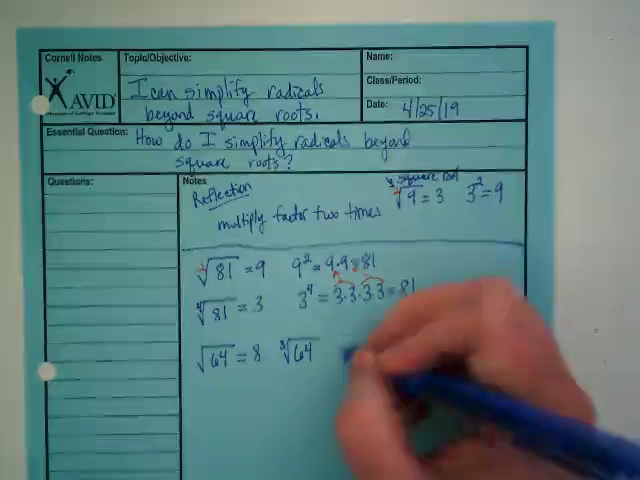 Cornell Notes
Topic/Objective:
Name:
I can simplify radicals
beyond square roots.
Class/Period:
AVID
Date: 4/25/19
Essential Question: How do I simplify radicals beyond
square roots?
Questions:
Notes
Reflection
square root
²√9 = 3 3² = 9
multiply factor two times
²√81 = 9 9² = 9·9 = 81
⁴√81 = 3 3⁴ = 3·3·3·3 = 81
√64 = 8 ³√64